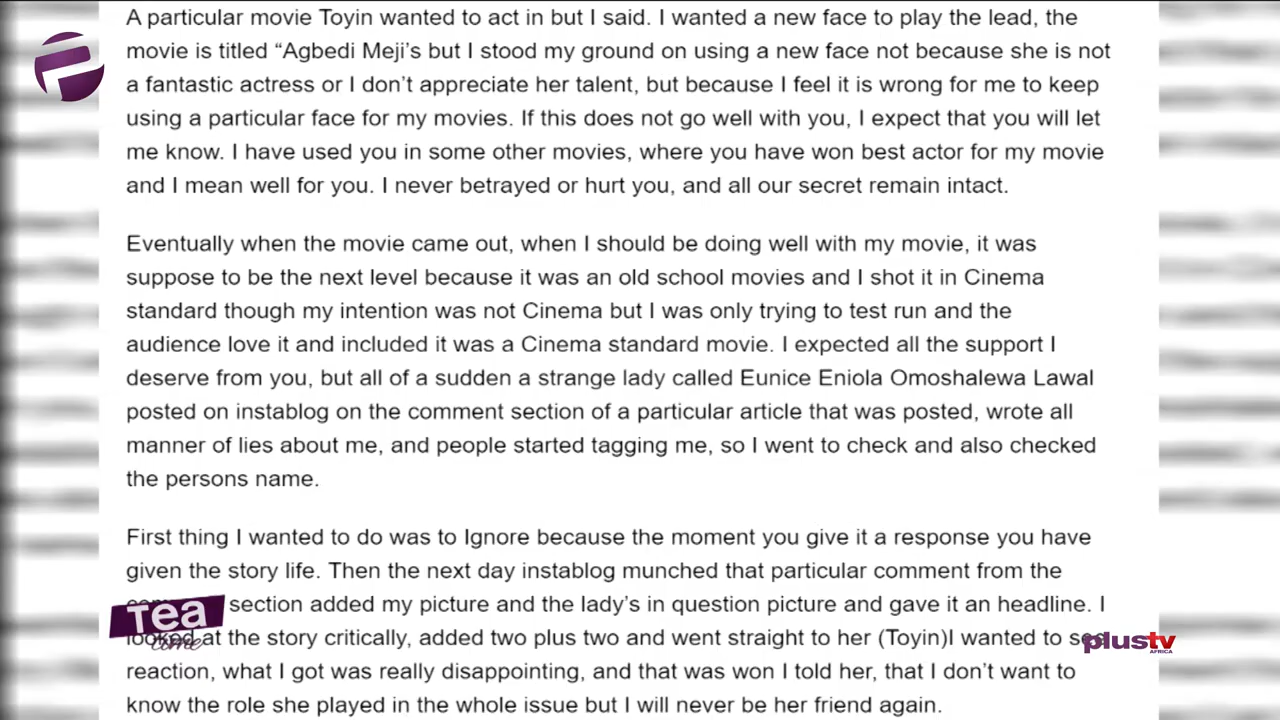 A particular movie Toyin wanted to act in but I said. I wanted a new face to play the lead, the
movie is titled “Agbedi Meji’s but I stood my ground on using a new face not because she is not
a fantastic actress or I don’t appreciate her talent, but because I feel it is wrong for me to keep
using a particular face for my movies. If this does not go well with you, I expect that you will let
me know. I have used you in some other movies, where you have won best actor for my movie
and I mean well for you. I never betrayed or hurt you, and all our secret remain intact.
Eventually when the movie came out, when I should be doing well with my movie, it was
suppose to be the next level because it was an old school movies and I shot it in Cinema
standard though my intention was not Cinema but I was only trying to test run and the
audience love it and included it was a Cinema standard movie. I expected all the support I
deserve from you, but all of a sudden a strange lady called Eunice Eniola Omoshalewa Lawal
posted on instablog on the comment section of a particular article that was posted, wrote all
manner of lies about me, and people started tagging me, so I went to check and also checked
the persons name.
First thing I wanted to do was to Ignore because the moment you give it a response you have
given the story life. Then the next day instablog munched that particular comment from the
section added my picture and the lady’s in question picture and gave it an headline. I
looked at the story critically, added two plus two and went straight to her (Toyin)I wanted to see
reaction, what I got was really disappointing, and that was won I told her, that I don’t want to
know the role she played in the whole issue but I will never be her friend again.
Tea
time
plustv
AFRICA